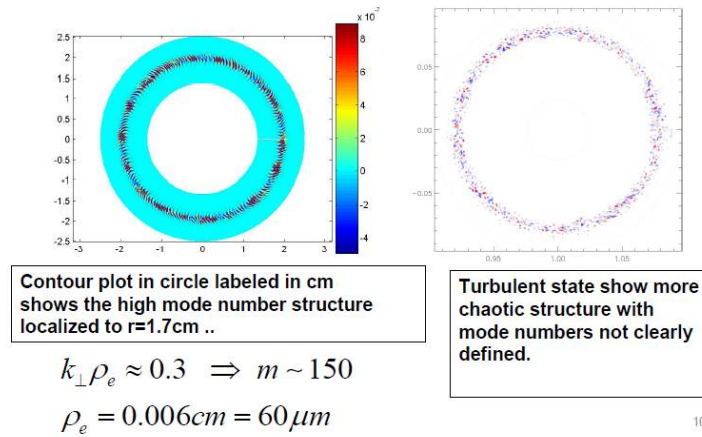 x 10⁻²
2.5
2
1.5
1
0.5
0
-0.5
-1
-1.5
-2
2.5
-3 -2 -1 0 1 2 3
8
6
4
2
0
-2
-4
0.05
0.00
-0.05
0.95 1.00 1.05
Contour plot in circle labeled in cm
shows the high mode number structure
localized to r=1.7cm ..
Turbulent state show more
chaotic structure with
mode numbers not clearly
defined.
k⊥ρₑ ≈ 0.3 ⇒ m ~ 150
ρₑ = 0.006cm = 60μm
10